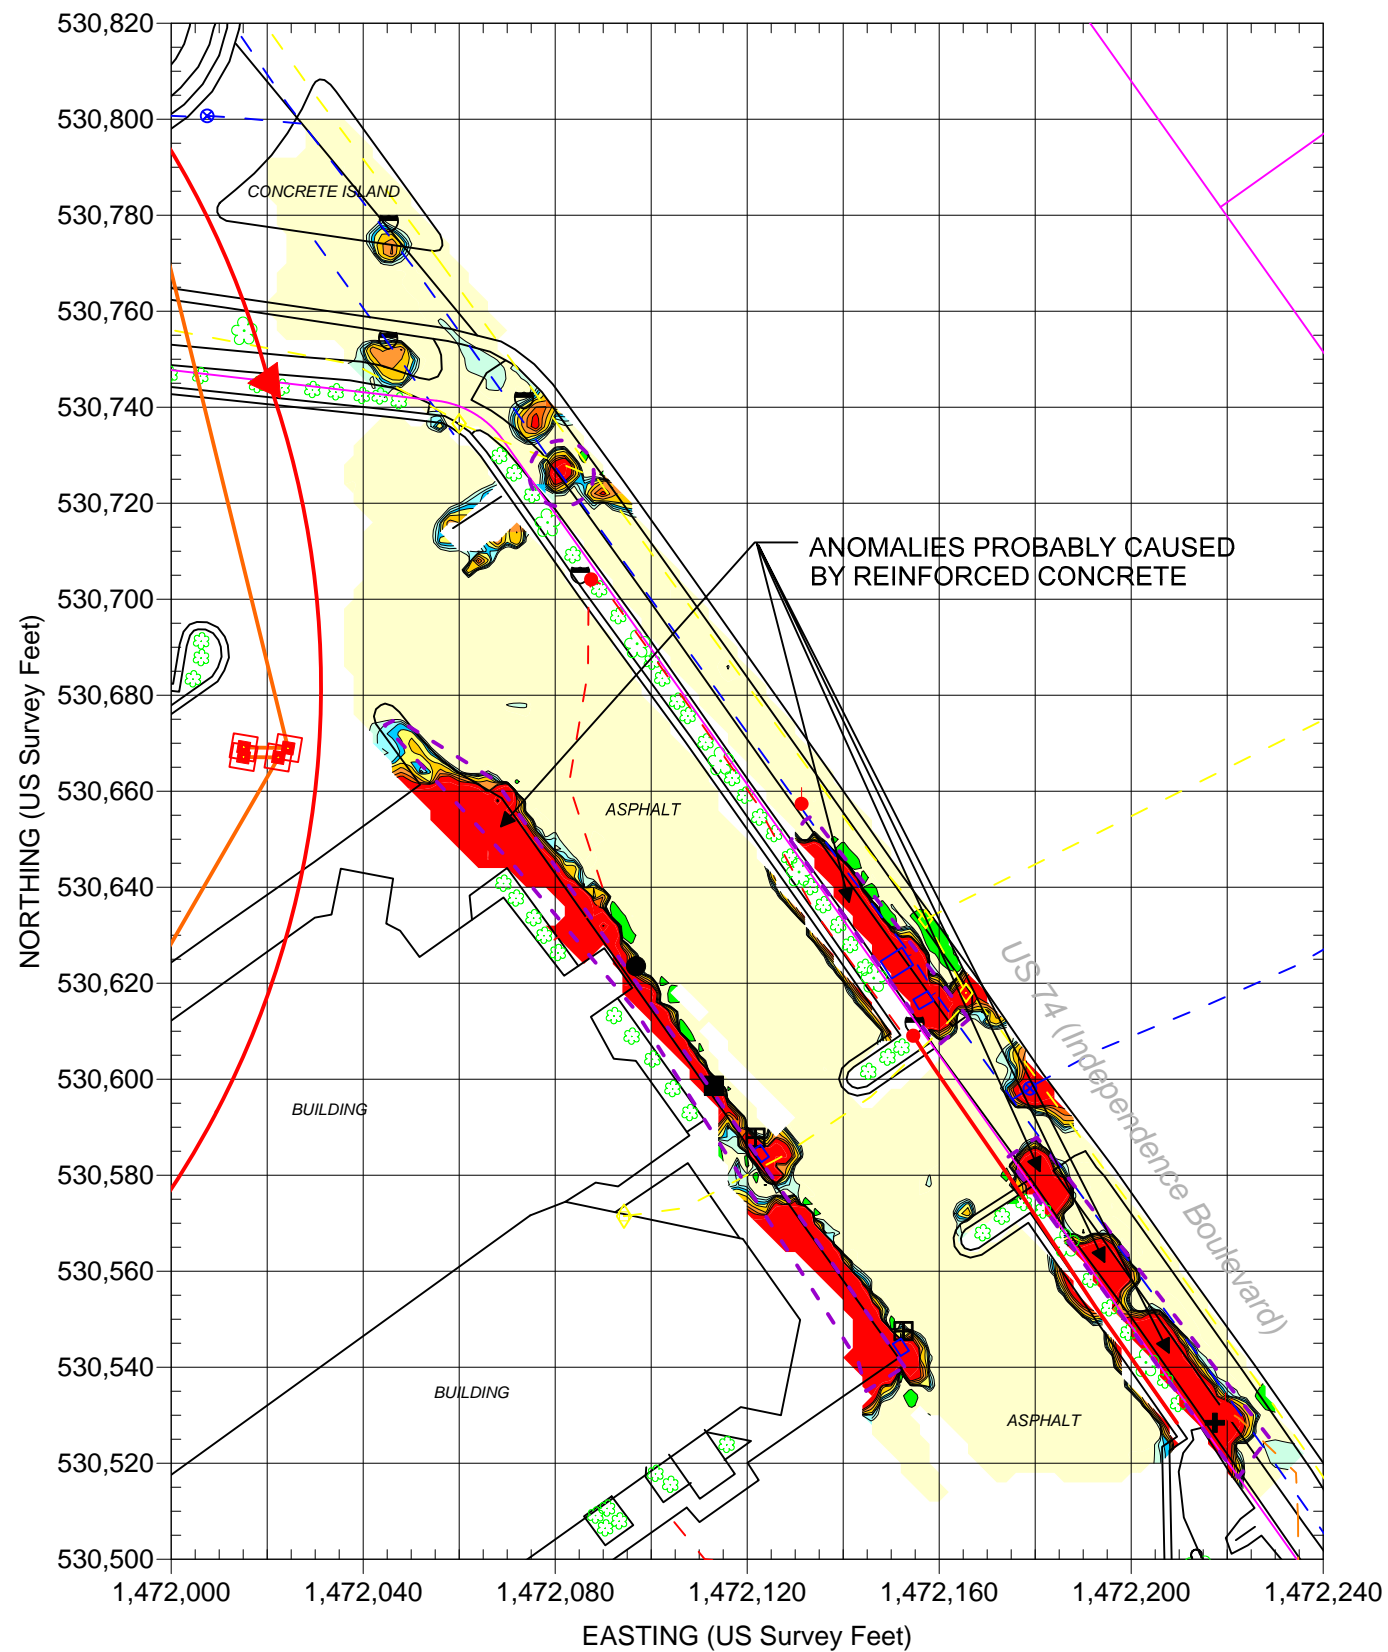 530,820
530,800
530,780
530,760
530,740
530,720
530,700
530,680
530,660
530,640
530,620
530,600
530,580
530,560
530,540
530,520
530,500
NORTHING (US Survey Feet)
CONCRETE ISLAND
ANOMALIES PROBABLY CAUSED
BY REINFORCED CONCRETE
ASPHALT
US 74 (Independence Boulevard)
BUILDING
BUILDING
ASPHALT
1,472,000
1,472,040
1,472,080
1,472,120
1,472,160
1,472,200
1,472,240
EASTING (US Survey Feet)